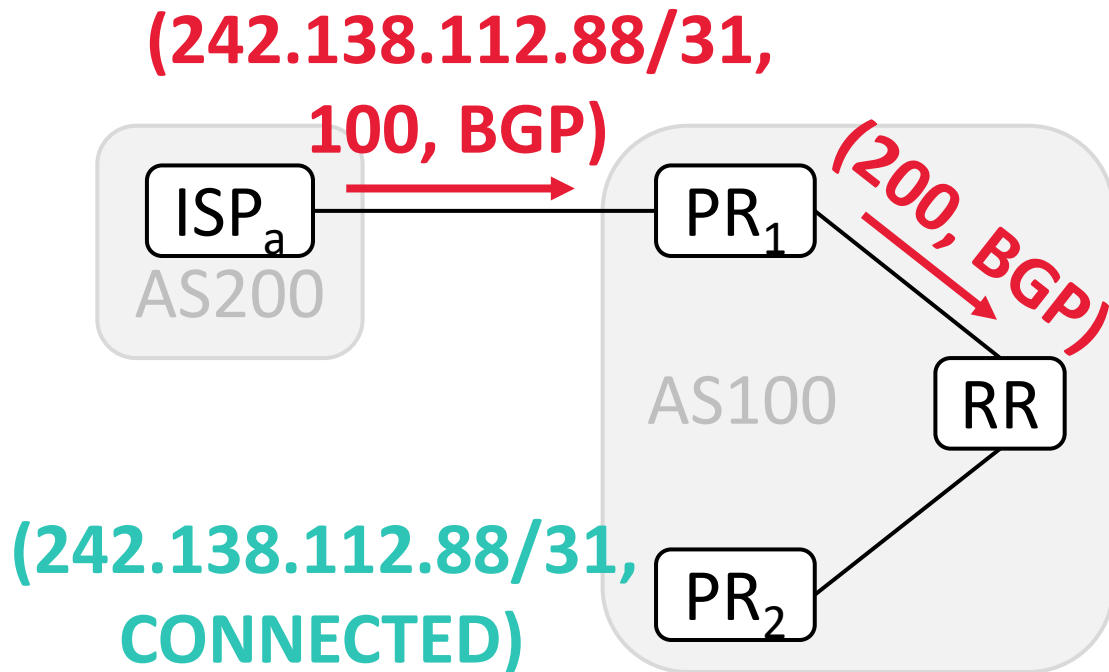 (242.138.112.88/31,
100, BGP)
ISPa
AS200
PR1
(200, BGP)
RR
AS100
(242.138.112.88/31,
CONNECTED)
PR2